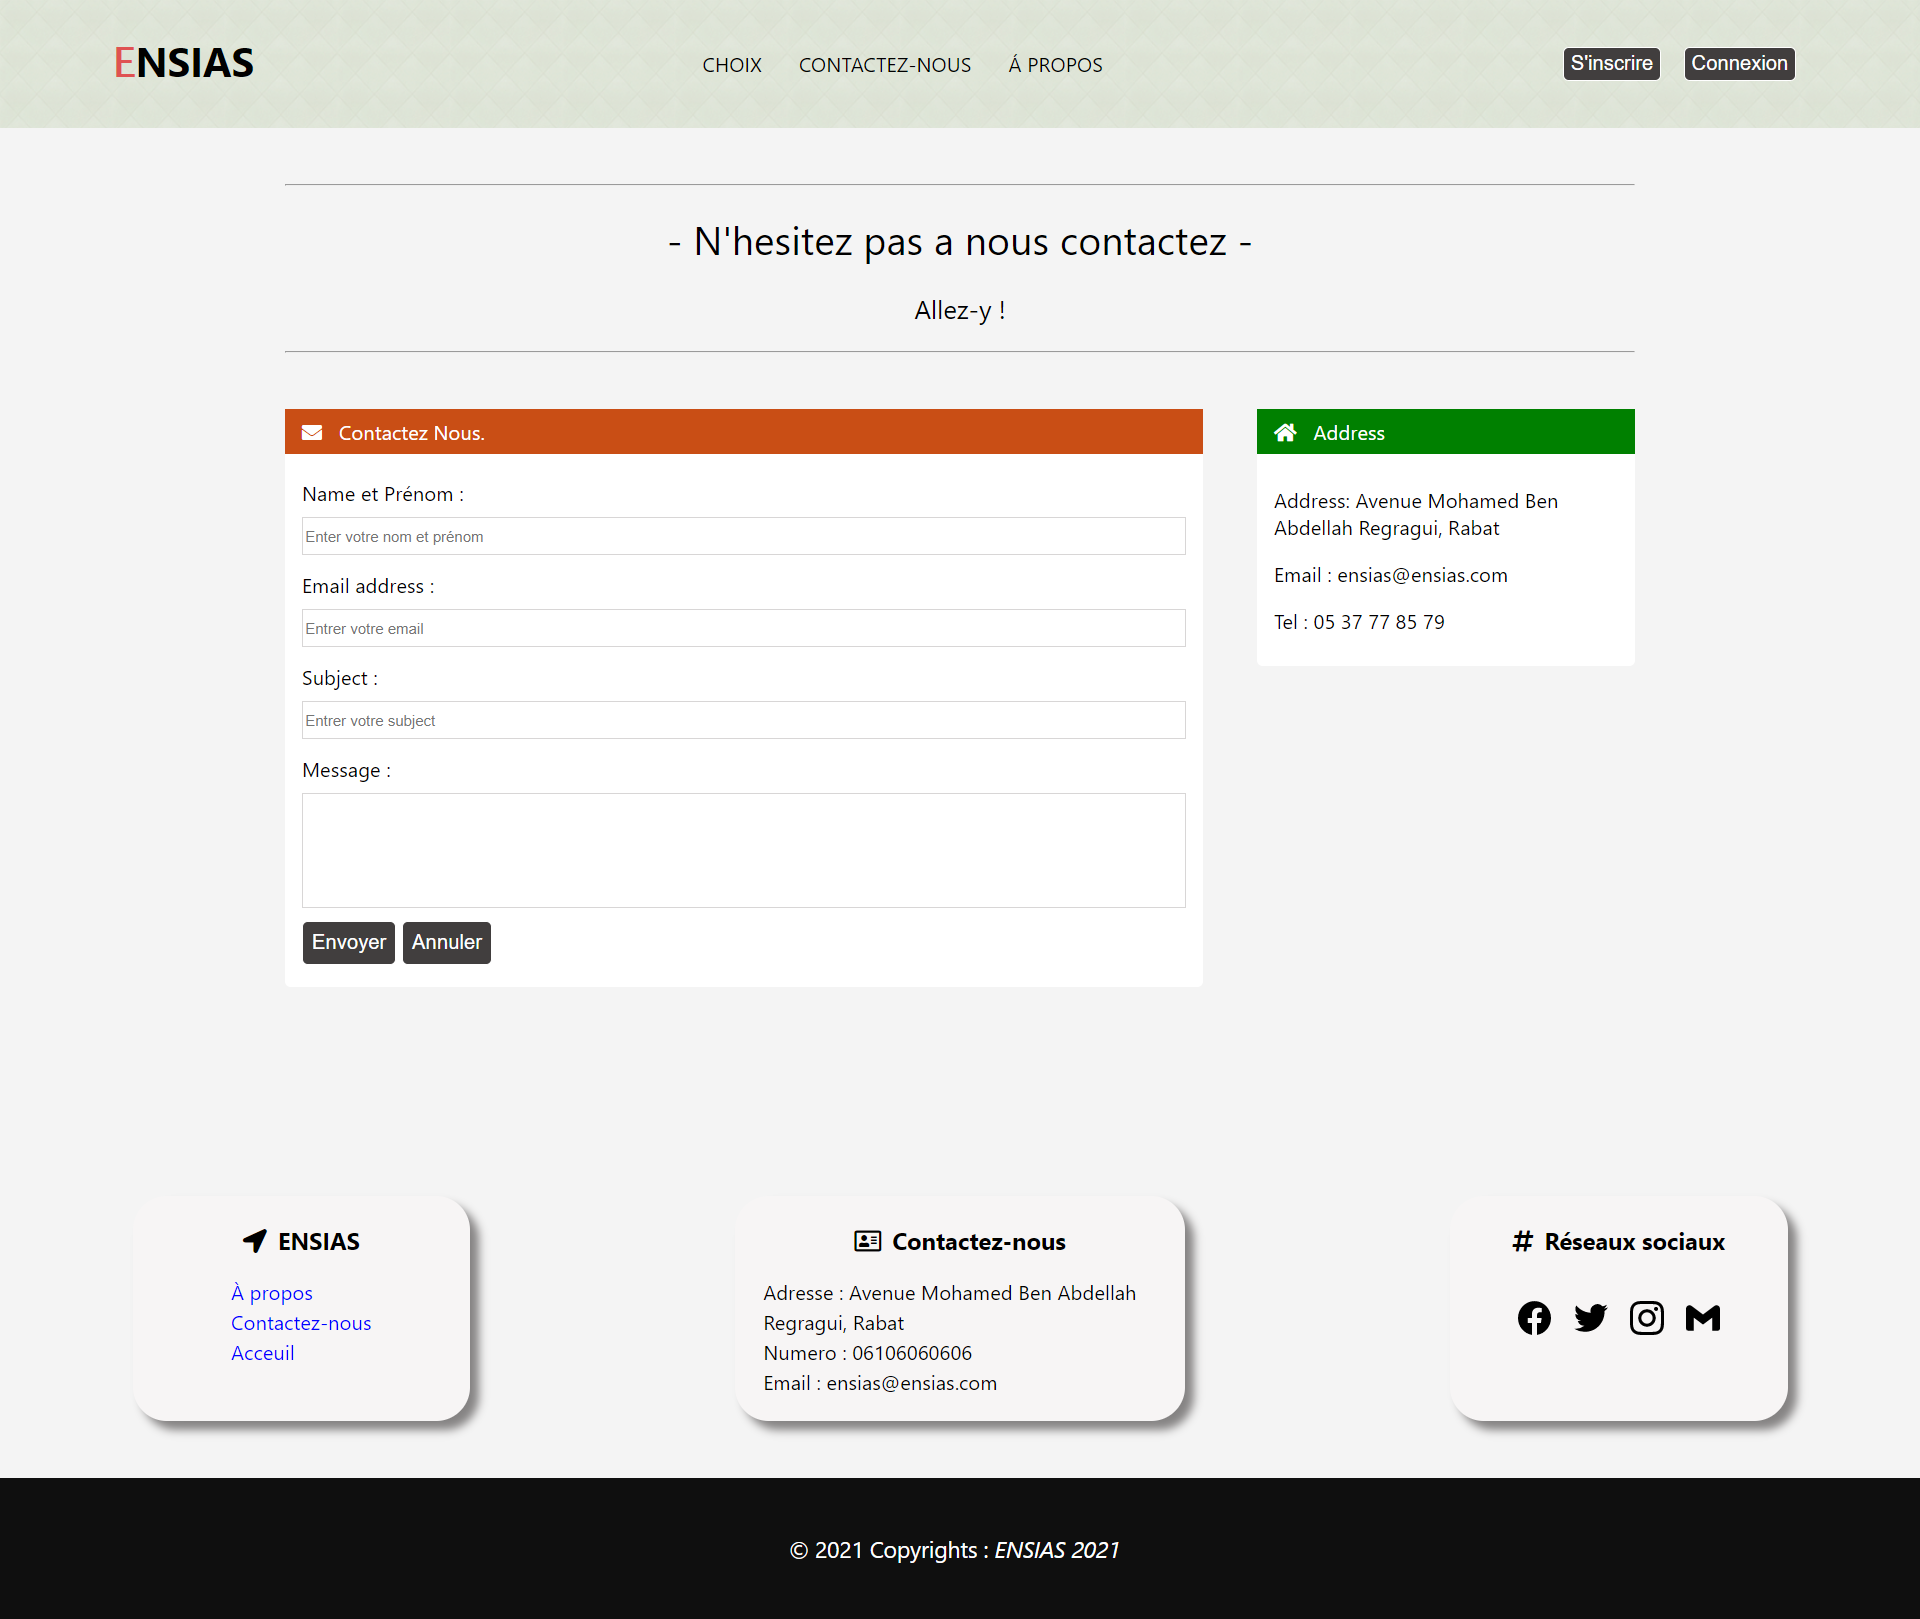 ENSIAS
CHOIX CONTACTEZ-NOUS Á PROPOS
S'inscrire Connexion
- N'hesitez pas a nous contactez -
Allez-y !
Contactez Nous.
Name et Prénom :
Enter votre nom et prénom
Email address :
Entrer votre email
Subject :
Entrer votre subject
Message :
Envoyer Annuler
Address
Address: Avenue Mohamed Ben
Abdellah Regragui, Rabat
Email : ensias@ensias.com
Tel : 05 37 77 85 79
ENSIAS
À propos
Contactez-nous
Acceuil
Contactez-nous
Adresse : Avenue Mohamed Ben Abdellah
Regragui, Rabat
Numero : 06106060606
Email : ensias@ensias.com
# Réseaux sociaux
© 2021 Copyrights : ENSIAS 2021